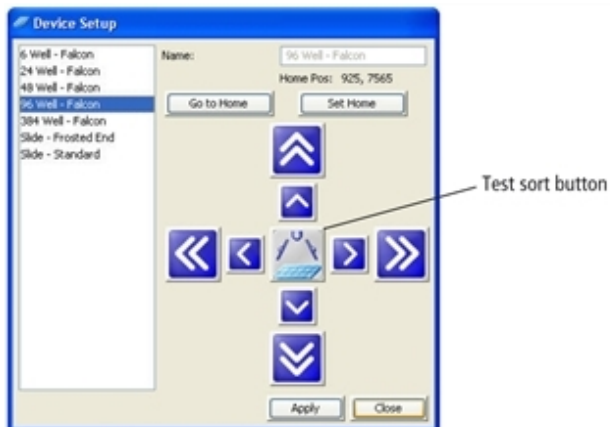 Device Setup
6 Well - Falcon
24 Well - Falcon
48 Well - Falcon
96 Well - Falcon
384 Well - Falcon
Slide - Frosted End
Slide - Standard
Name: 96 Well - Falcon
Home Pos: 925, 7565
Go to Home Set Home
Test sort button
Apply Close